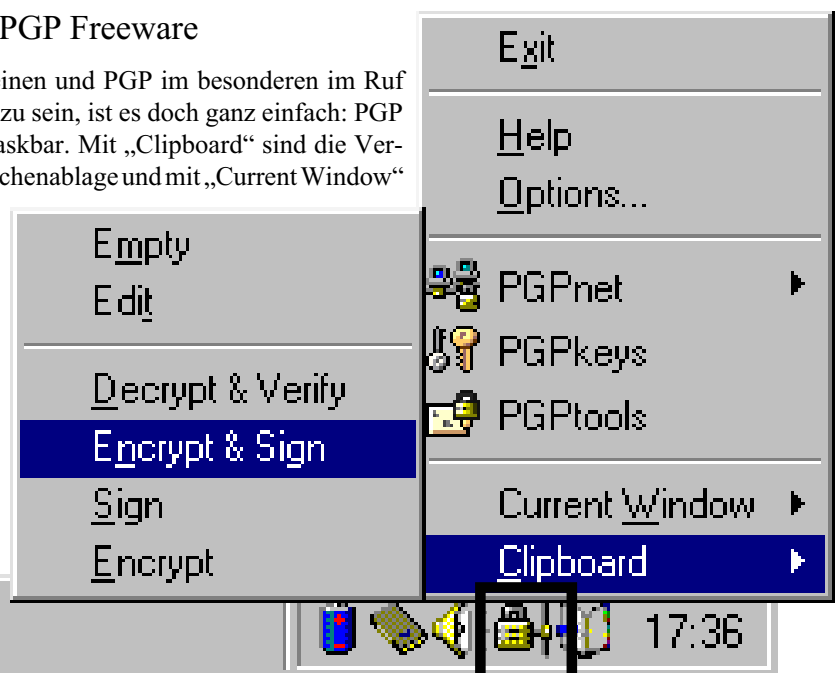 PGP Freeware
einen und PGP im besonderen im Ruf
zu sein, ist es doch ganz einfach: PGP
askbar. Mit „Clipboard“ sind die Ver-
chenablage und mit „Current Window“
Exit
Help
Options...
PGPnet
PGPkeys
PGPtools
Current Window
Clipboard
Empty
Edit
Decrypt & Verify
Encrypt & Sign
Sign
Encrypt
17:36